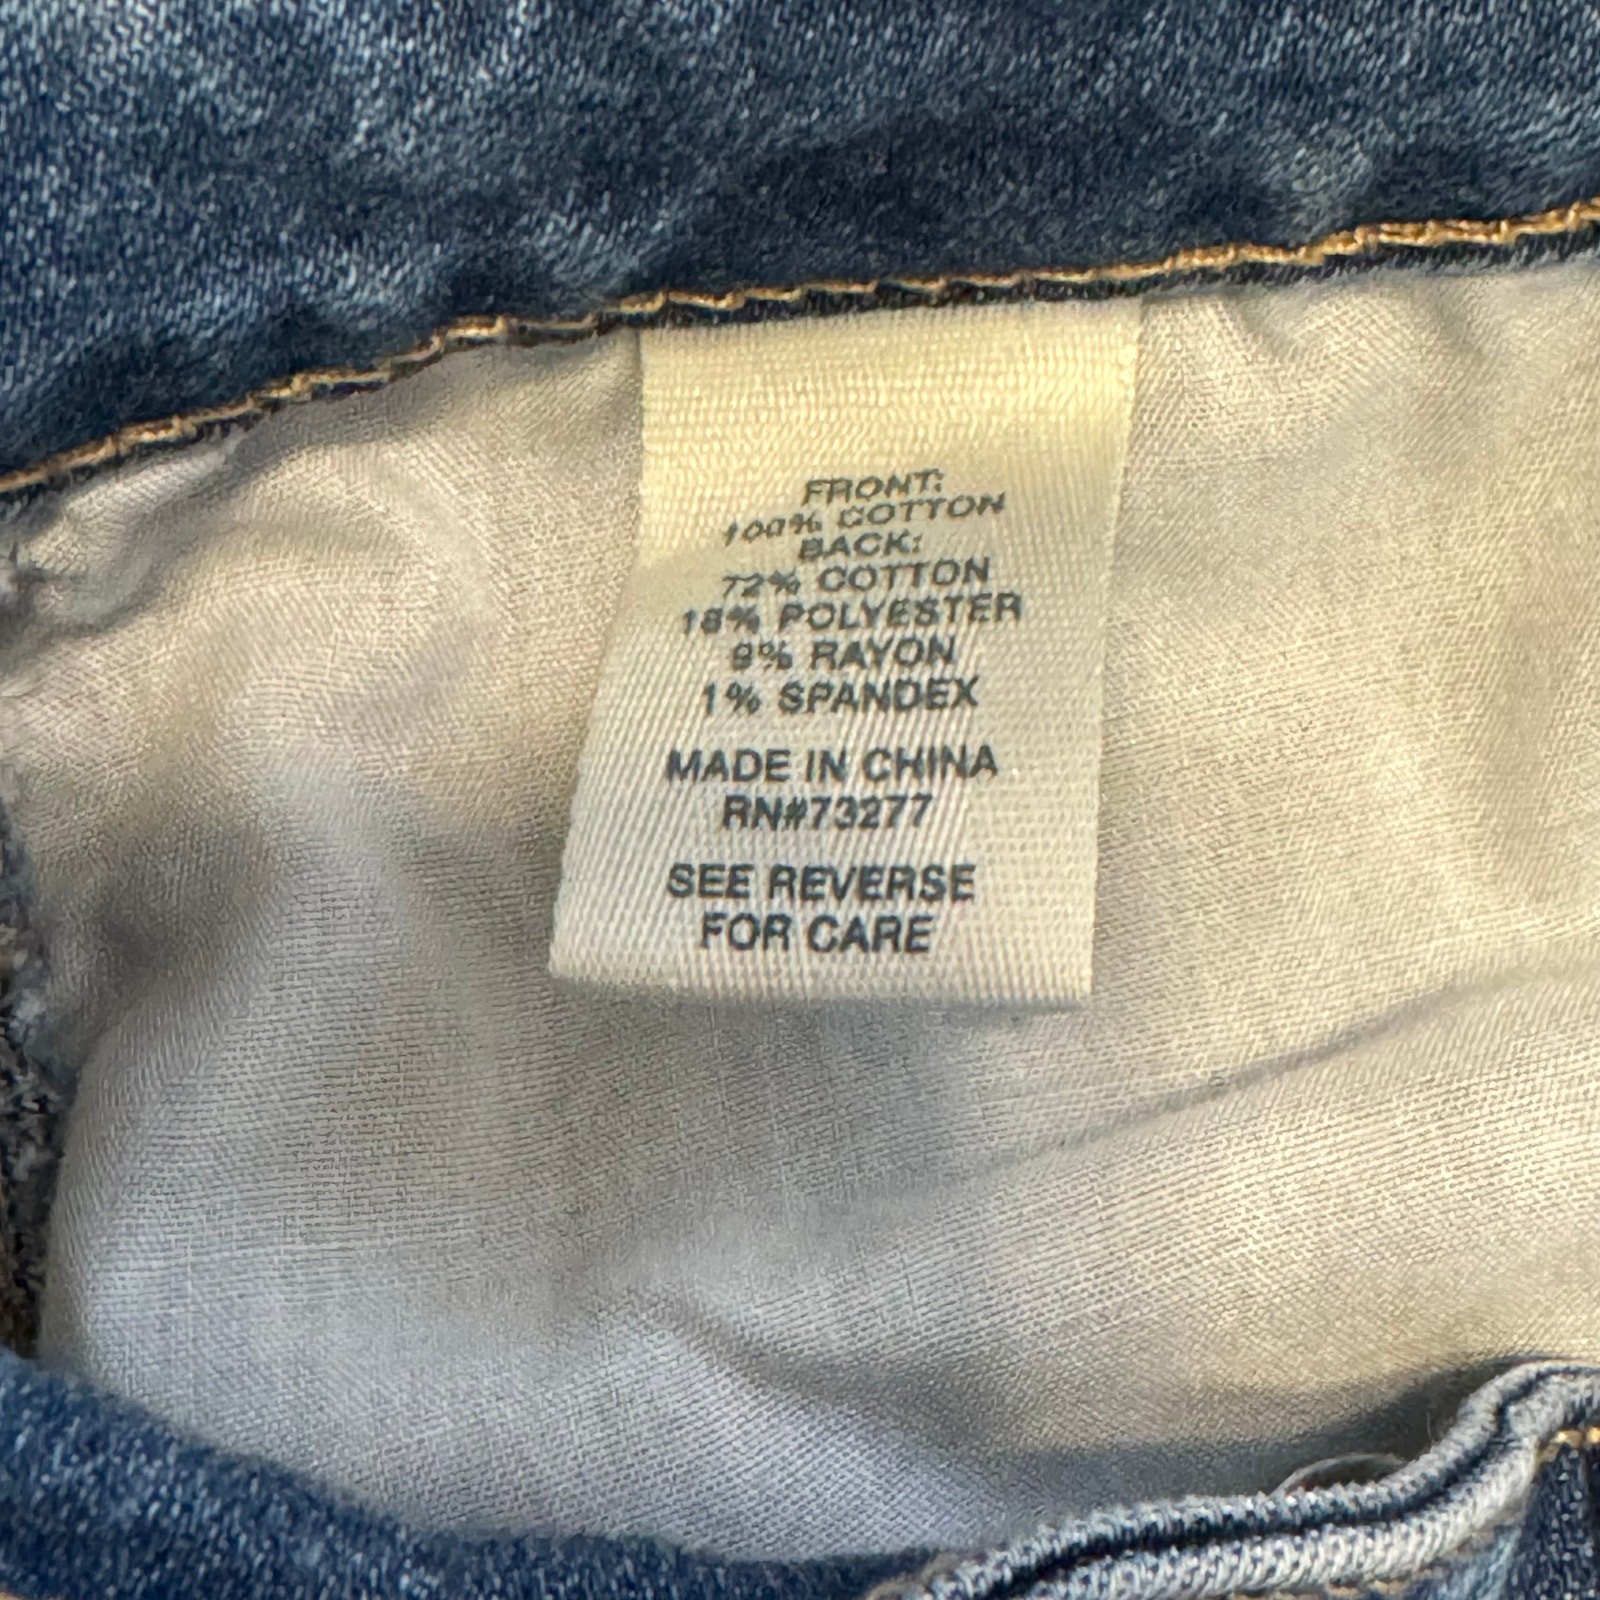 FRONT:
100% COTTON
BACK:
72% COTTON
18% POLYESTER
9% RAYON
1% SPANDEX
MADE IN CHINA
RN#73277
SEE REVERSE
FOR CARE